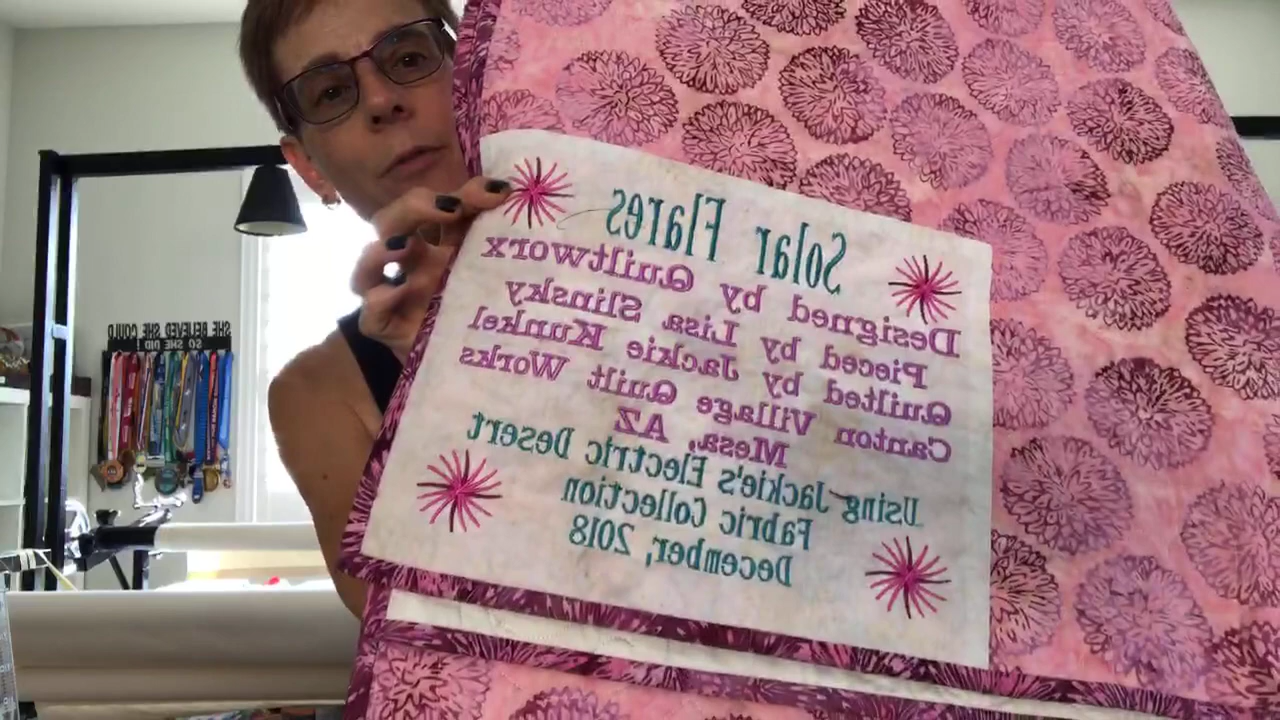 Solar Flares
Designed by Quiltworx
Pieced by Lisa Slinsky
Quilted by Jackie Kunkel
Canton Village Quilt Works
Mesa, AZ
Using Jackie's Electric Desert
Fabric Collection
December, 2018
SHE BELIEVED SHE COULD
SO SHE DID!